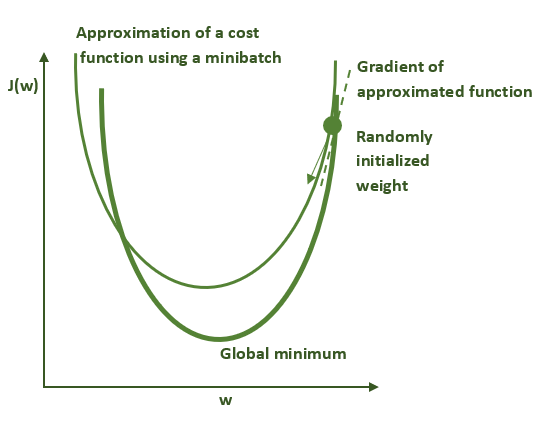 Approximation of a cost
function using a minibatch
J(w)
Gradient of
approximated function
Randomly
initialized
weight
Global minimum
w